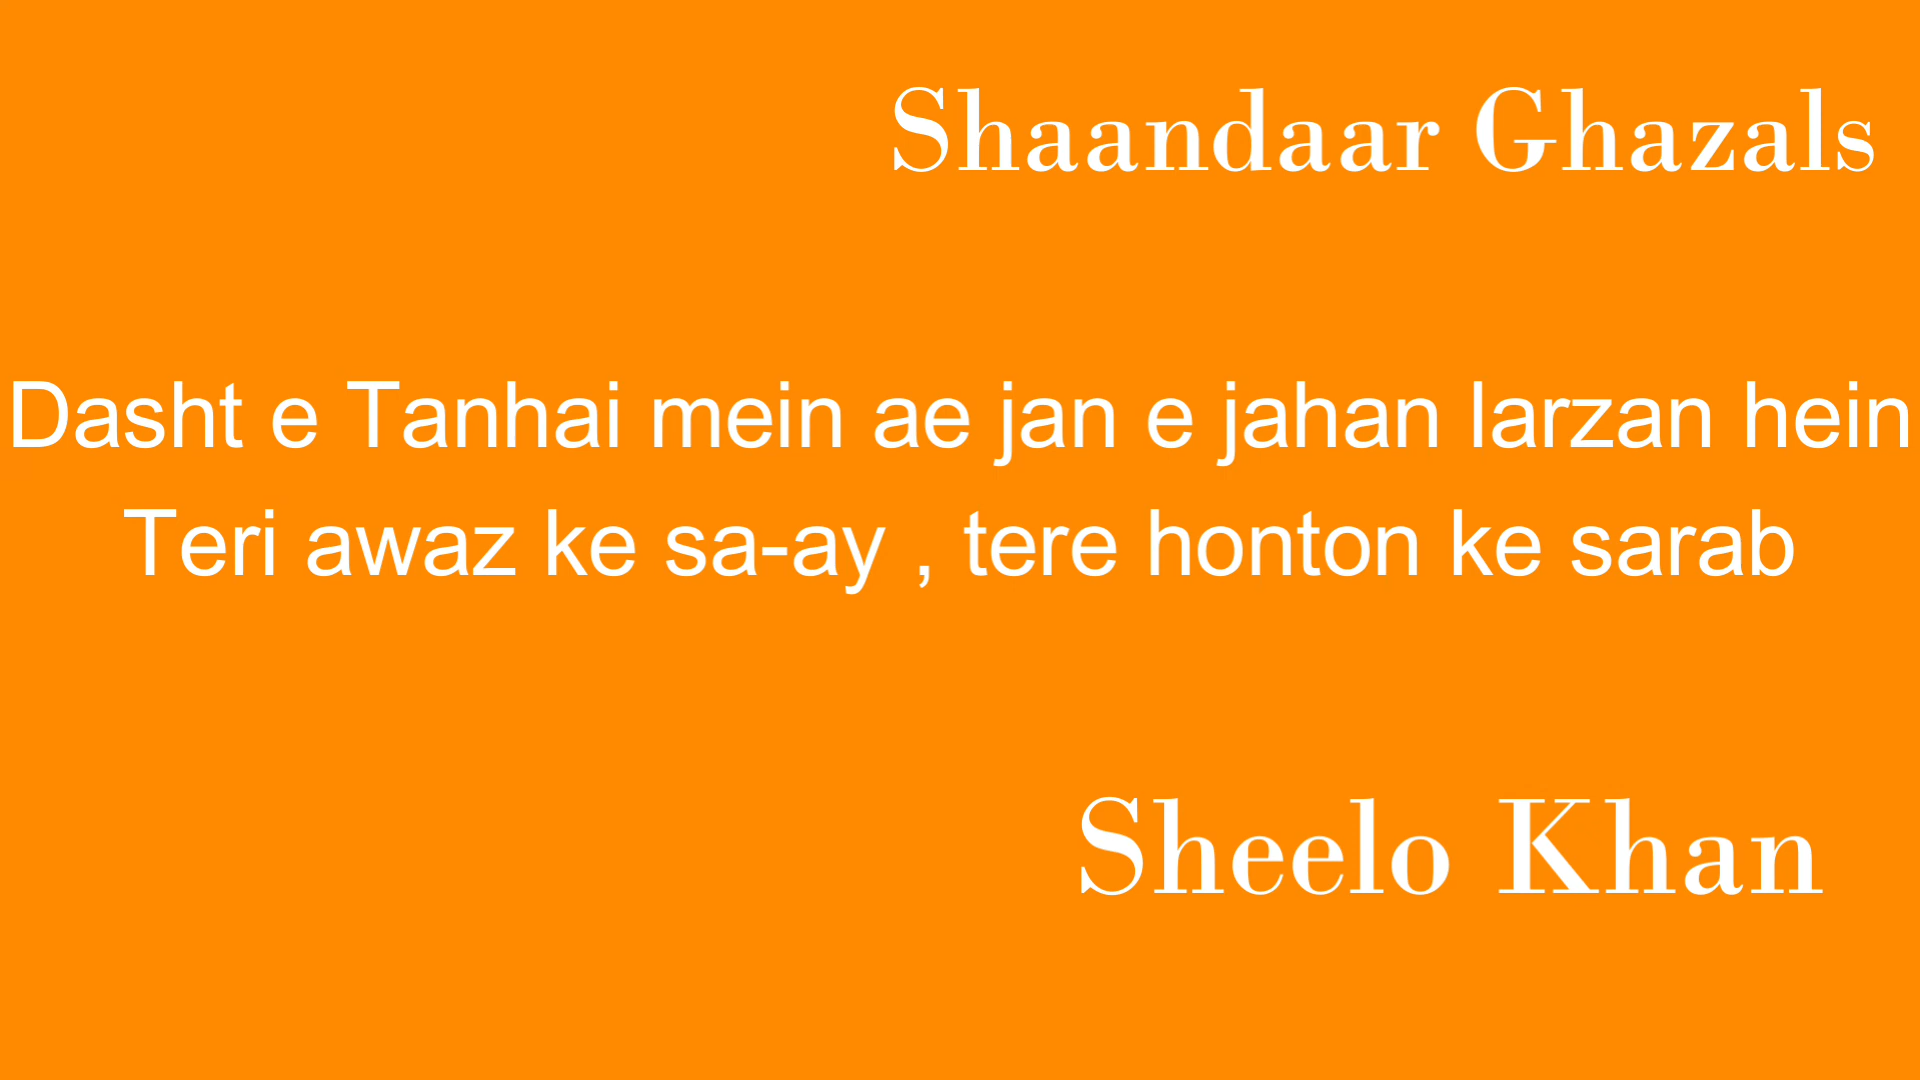 Shaandaar Ghazals
Dasht e Tanhai mein ae jan e jahan larzan hein
Teri awaz ke sa-ay , tere honton ke sarab
Sheelo Khan